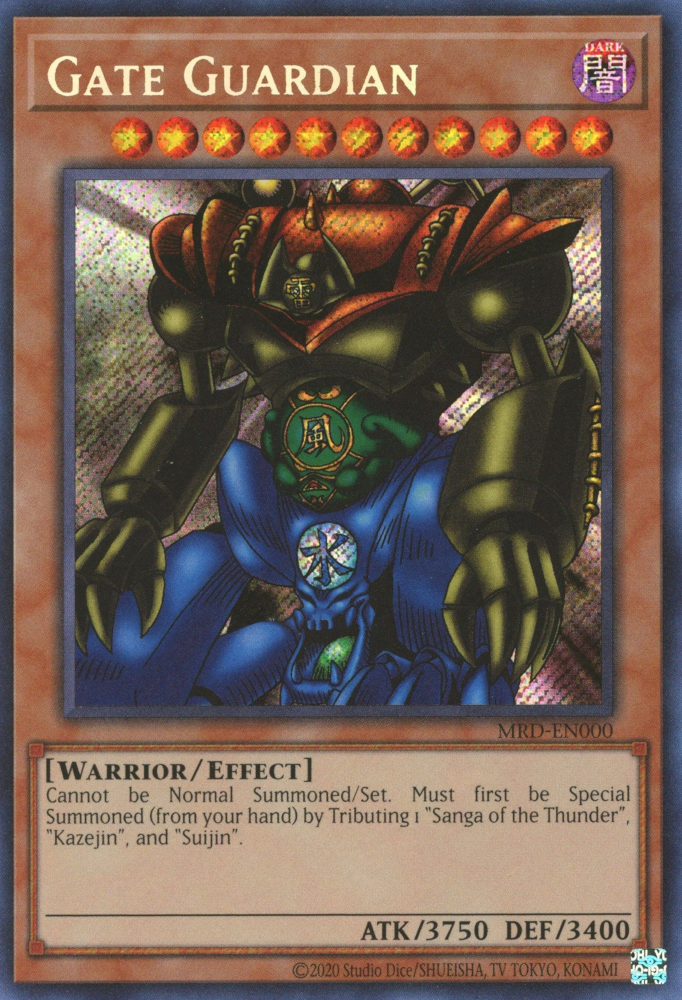 GATE GUARDIAN
DARK
闇
雷
風
水
MRD-EN000
[WARRIOR/EFFECT]
Cannot be Normal Summoned/Set. Must first be Special
Summoned (from your hand) by Tributing 1 "Sanga of the Thunder",
"Kazejin", and "Suijin".
ATK/3750 DEF/3400
©2020 Studio Dice/SHUEISHA, TV TOKYO, KONAMI